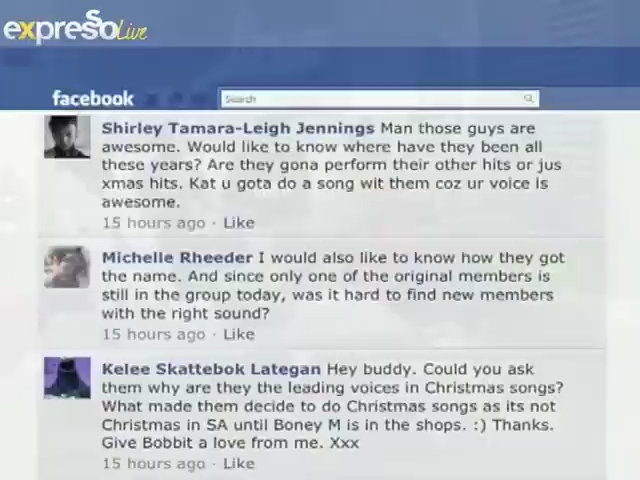 expresso Live
facebook
Search
Shirley Tamara-Leigh Jennings Man those guys are
awesome. Would like to know where have they been all
these years? Are they gona perform their other hits or jus
xmas hits. Kat u gota do a song wit them coz ur voice is
awesome.
15 hours ago · Like
Michelle Rheeder I would also like to know how they got
the name. And since only one of the original members is
still in the group today, was it hard to find new members
with the right sound?
15 hours ago · Like
Kelee Skattebok Lategan Hey buddy. Could you ask
them why are they the leading voices in Christmas songs?
What made them decide to do Christmas songs as its not
Christmas in SA until Boney M is in the shops. :) Thanks.
Give Bobbit a love from me. Xxx
15 hours ago · Like